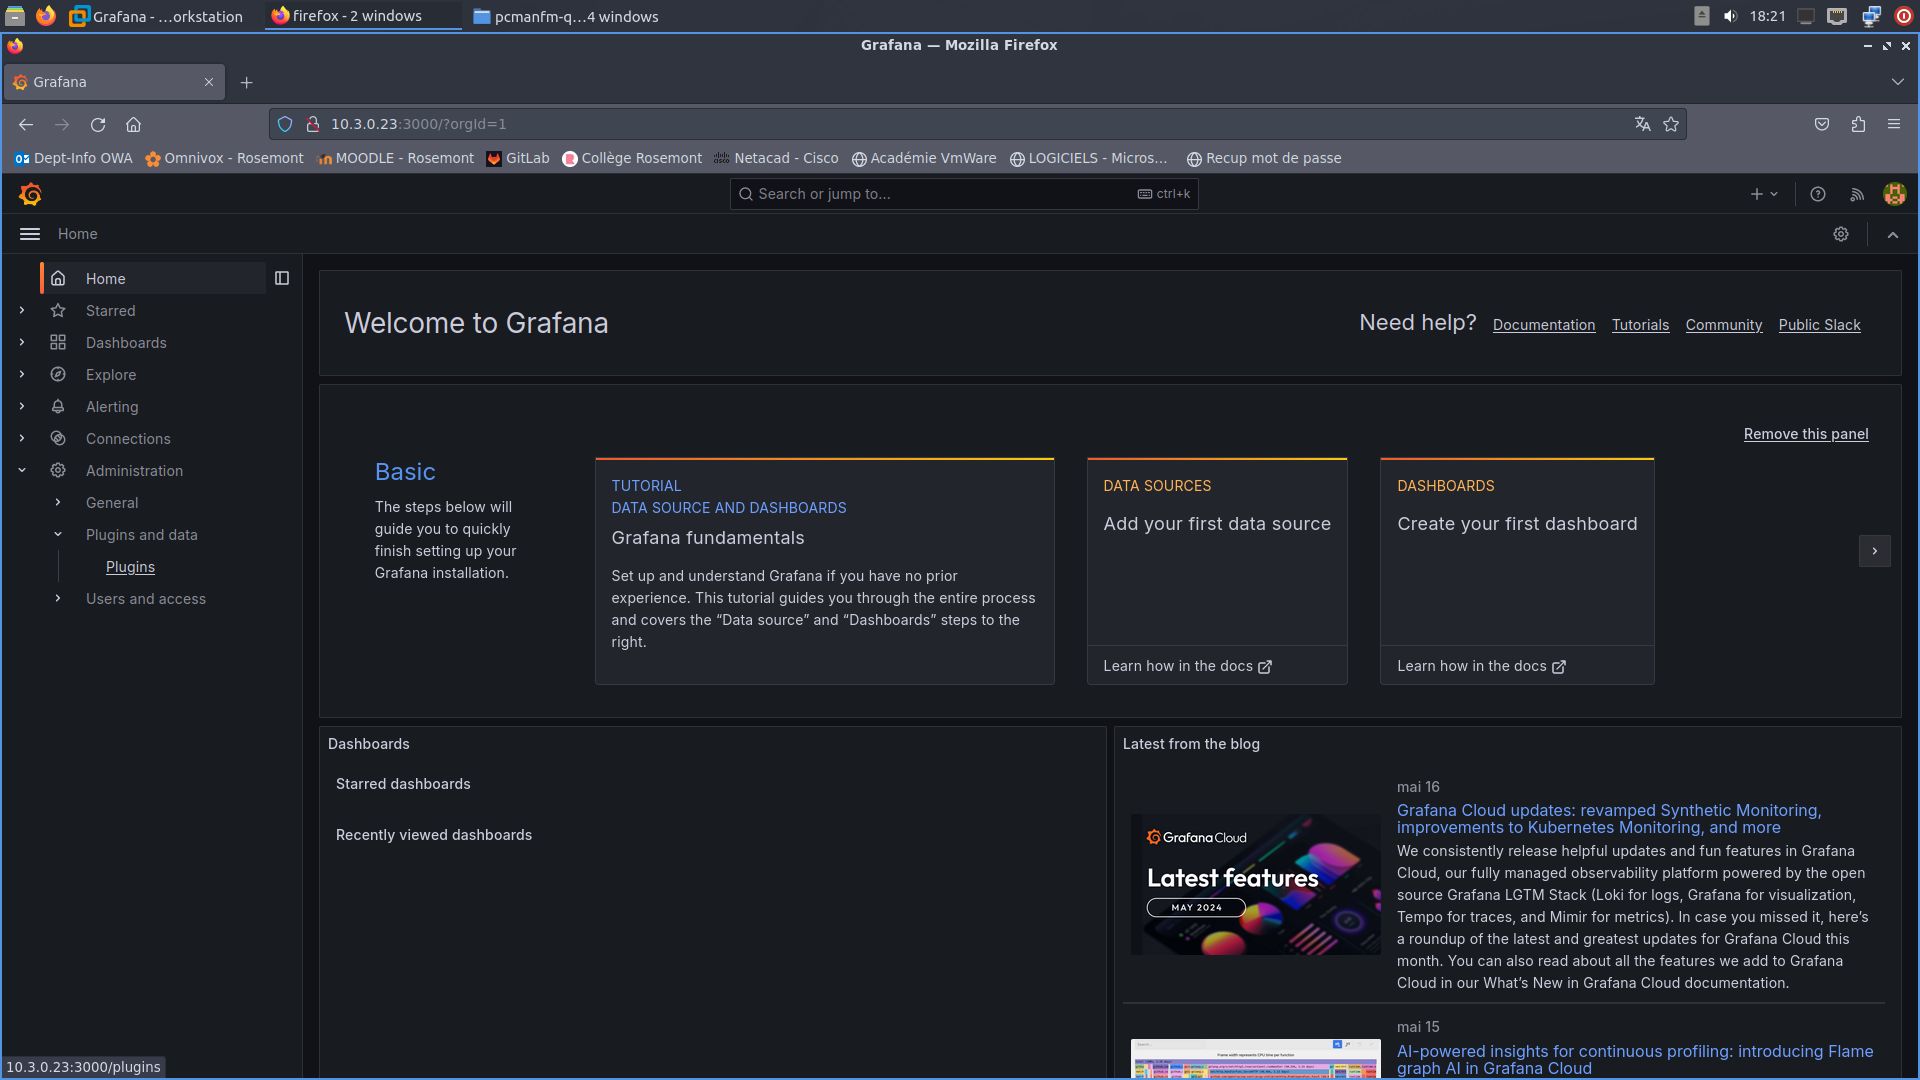 Grafana - ...orkstation
firefox - 2 windows
pcmanfm-q...4 windows
18:21
Grafana — Mozilla Firefox
Grafana
10.3.0.23:3000/?orgId=1
Dept-Info OWA
Omnivox - Rosemont
MOODLE - Rosemont
GitLab
Collège Rosemont
Netacad - Cisco
Académie VmWare
LOGICIELS - Micros...
Recup mot de passe
Search or jump to...
ctrl+k
Home
Home
Starred
Dashboards
Explore
Alerting
Connections
Administration
General
Plugins and data
Plugins
Users and access
Welcome to Grafana
Need help?
Documentation
Tutorials
Community
Public Slack
Remove this panel
Basic
The steps below will
guide you to quickly
finish setting up your
Grafana installation.
TUTORIAL
DATA SOURCE AND DASHBOARDS
Grafana fundamentals
Set up and understand Grafana if you have no prior
experience. This tutorial guides you through the entire process
and covers the “Data source” and “Dashboards” steps to the
right.
DATA SOURCES
Add your first data source
Learn how in the docs
DASHBOARDS
Create your first dashboard
Learn how in the docs
Dashboards
Starred dashboards
Recently viewed dashboards
Latest from the blog
Grafana Cloud
Latest features
MAY 2024
mai 16
Grafana Cloud updates: revamped Synthetic Monitoring,
improvements to Kubernetes Monitoring, and more
We consistently release helpful updates and fun features in Grafana
Cloud, our fully managed observability platform powered by the open
source Grafana LGTM Stack (Loki for logs, Grafana for visualization,
Tempo for traces, and Mimir for metrics). In case you missed it, here’s
a roundup of the latest and greatest updates for Grafana Cloud this
month. You can also read about all the features we add to Grafana
Cloud in our What’s New in Grafana Cloud documentation.
mai 15
AI-powered insights for continuous profiling: introducing Flame
graph AI in Grafana Cloud
10.3.0.23:3000/plugins